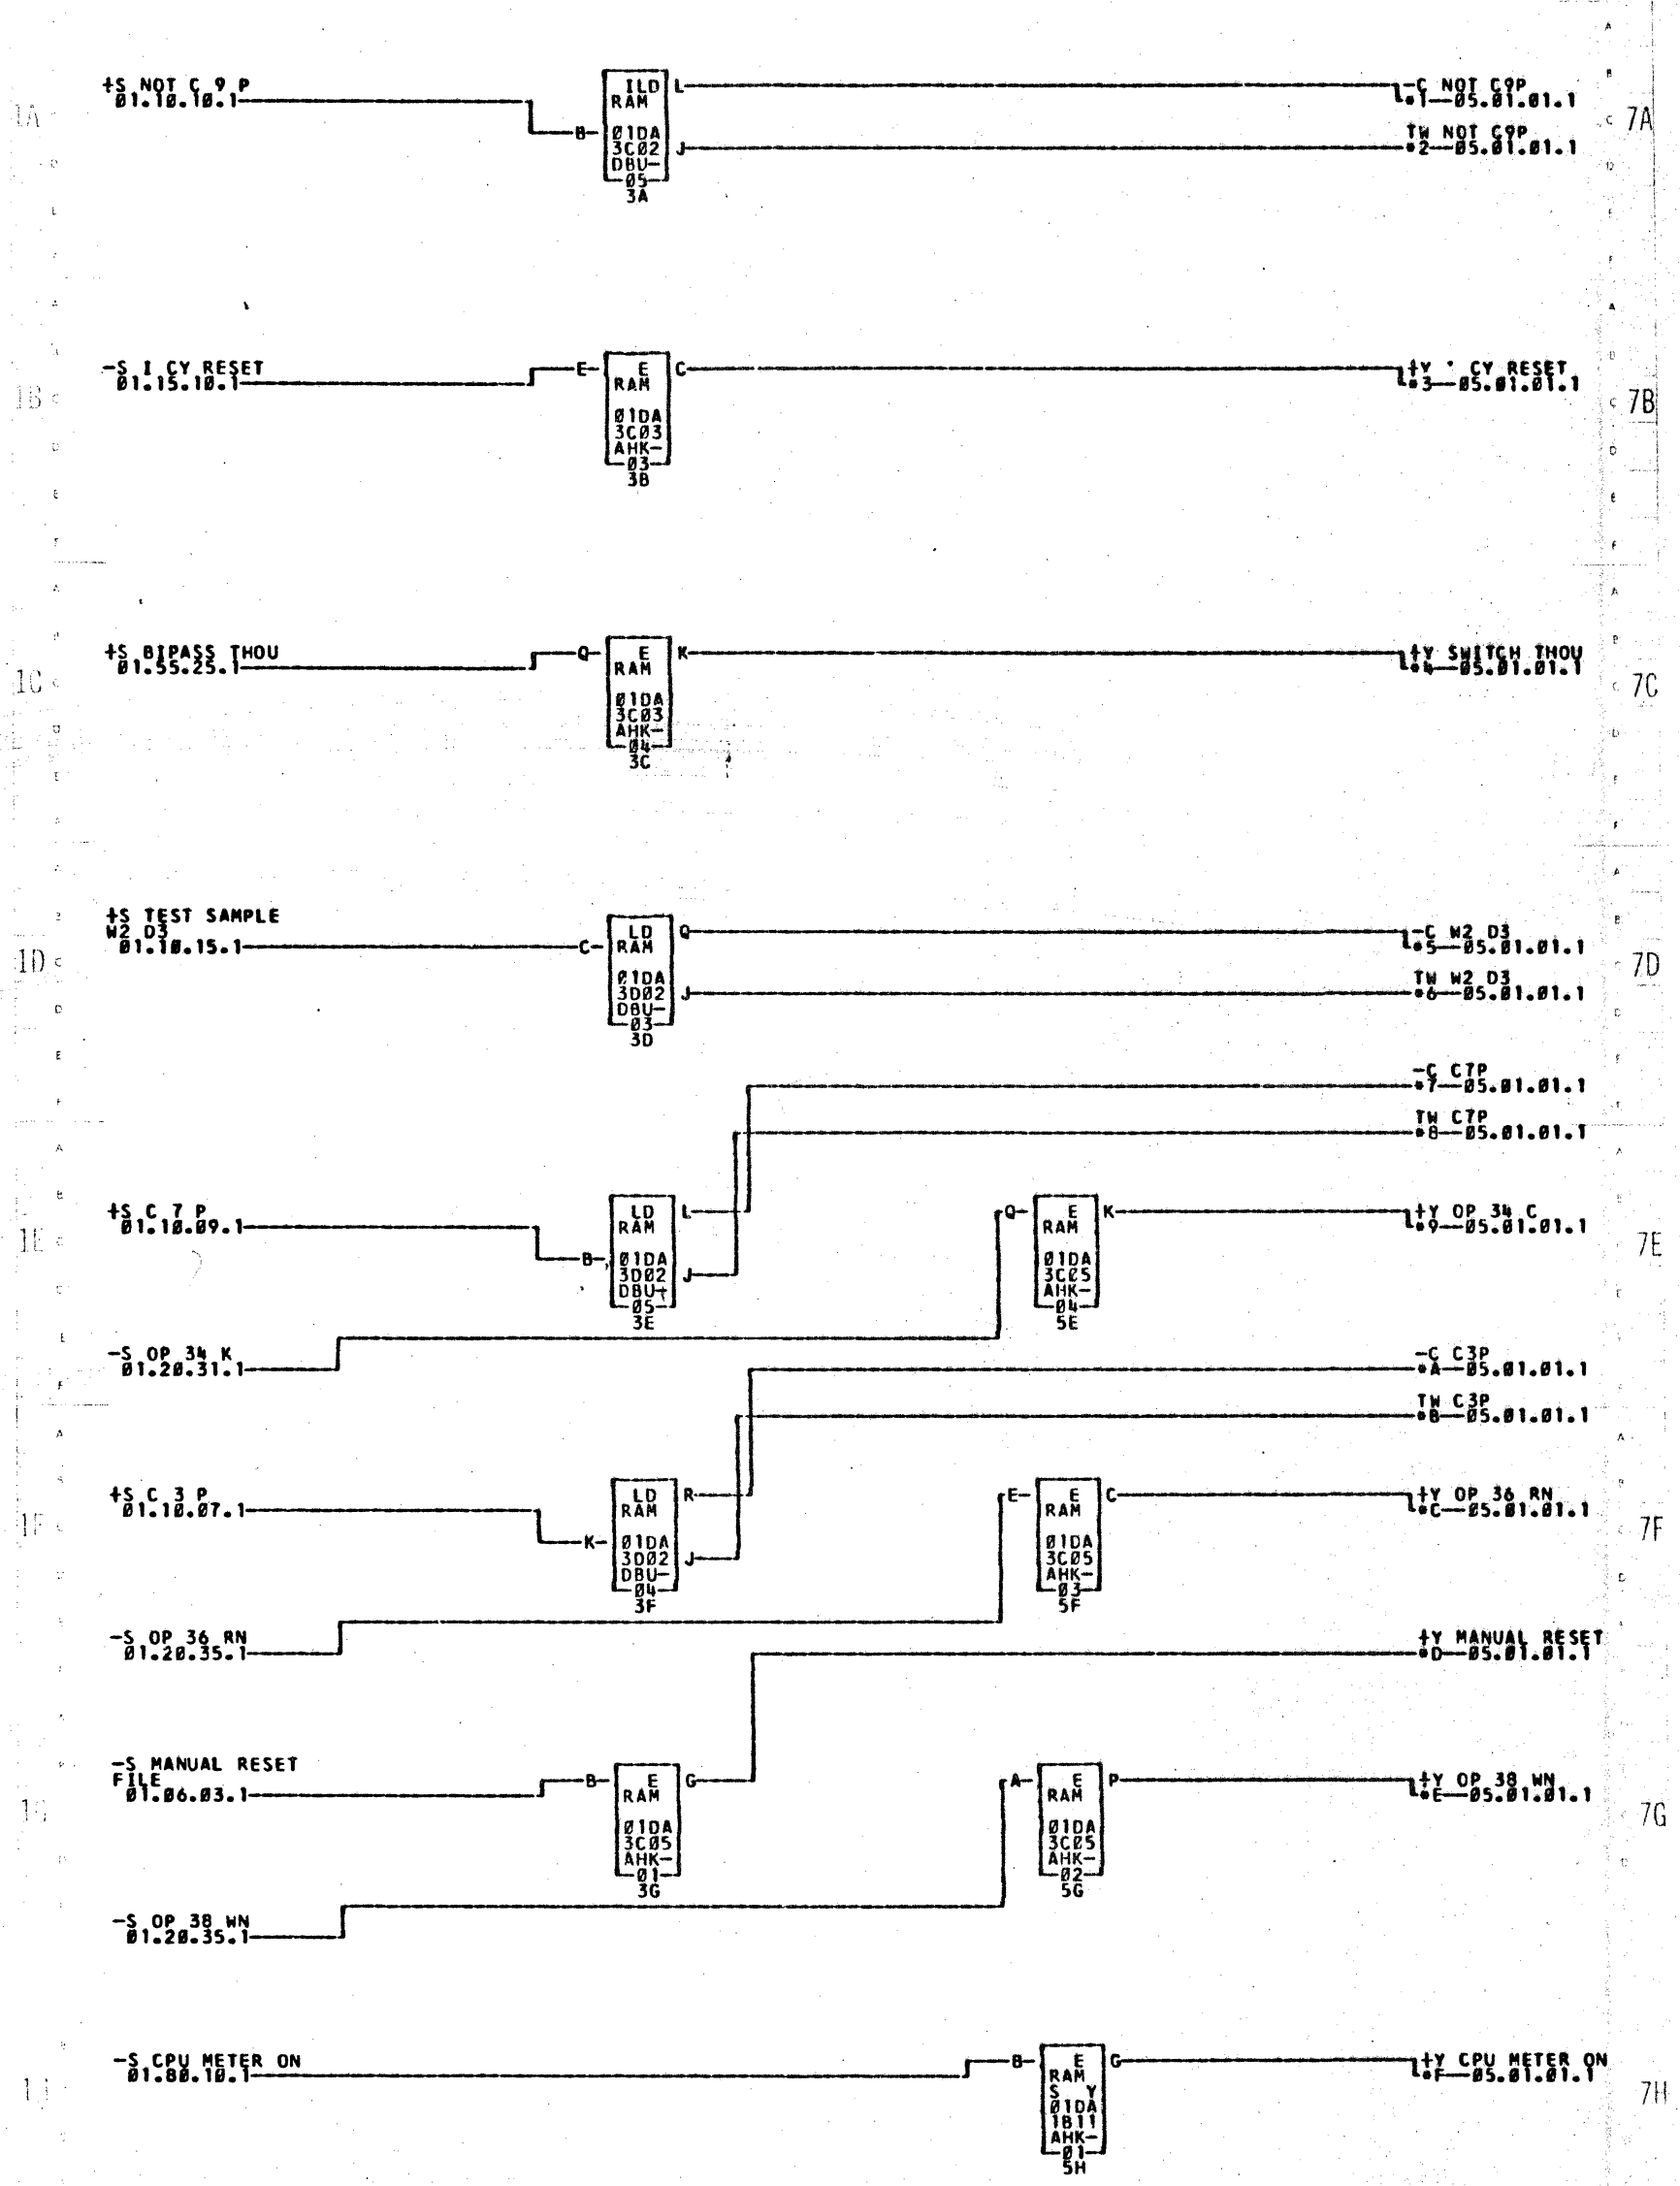 +S NOT C 9 P
01.10.10.1
B
ILD
RAM
01DA
3C02
DBU-
05
3A
L
J
-C NOT C9P
*1—05.01.01.1
TW NOT C9P
*2—05.01.01.1
1A
7A
-S I CY RESET
01.15.10.1
E
E
RAM
01DA
3C03
AHK-
03
3B
C
+Y CY RESET
*3—05.01.01.1
1B
7B
+S BIPASS THOU
01.55.25.1
Q
E
RAM
01DA
3C03
AHK-
04
3C
K
+Y SWITCH THOU
*4—05.01.01.1
1C
7C
+S TEST SAMPLE
W2 D3
01.10.15.1
C
LD
RAM
01DA
3D02
DBU-
03
3D
Q
J
-C W2 D3
*5—05.01.01.1
TW W2 D3
*6—05.01.01.1
1D
7D
-C C7P
*7—05.01.01.1
TW C7P
*8—05.01.01.1
+S C 7 P
01.10.09.1
B
LD
RAM
01DA
3D02
DBU-
05
3E
L
J
Q
E
RAM
01DA
3C05
AHK-
04
5E
K
+Y OP 34 C
*9—05.01.01.1
1E
7E
-S OP 34 K
01.20.31.1
-C C3P
*A—05.01.01.1
TW C3P
*B—05.01.01.1
+S C 3 P
01.10.07.1
K
LD
RAM
01DA
3D02
DBU-
04
3F
R
J
E
E
RAM
01DA
3C05
AHK-
03
5F
C
+Y OP 36 RN
*C—05.01.01.1
1F
7F
-S OP 36 RN
01.20.35.1
+Y MANUAL RESET
*D—05.01.01.1
-S MANUAL RESET
FILE
01.06.03.1
B
E
RAM
01DA
3C05
AHK-
01
3G
G
A
E
RAM
01DA
3C05
AHK-
02
5G
P
+Y OP 38 WN
*E—05.01.01.1
1G
7G
-S OP 38 WN
01.20.35.1
-S CPU METER ON
01.80.10.1
B
E
RAM
S Y
01DA
1B11
AHK-
01
5H
G
+Y CPU METER ON
*F—05.01.01.1
7H